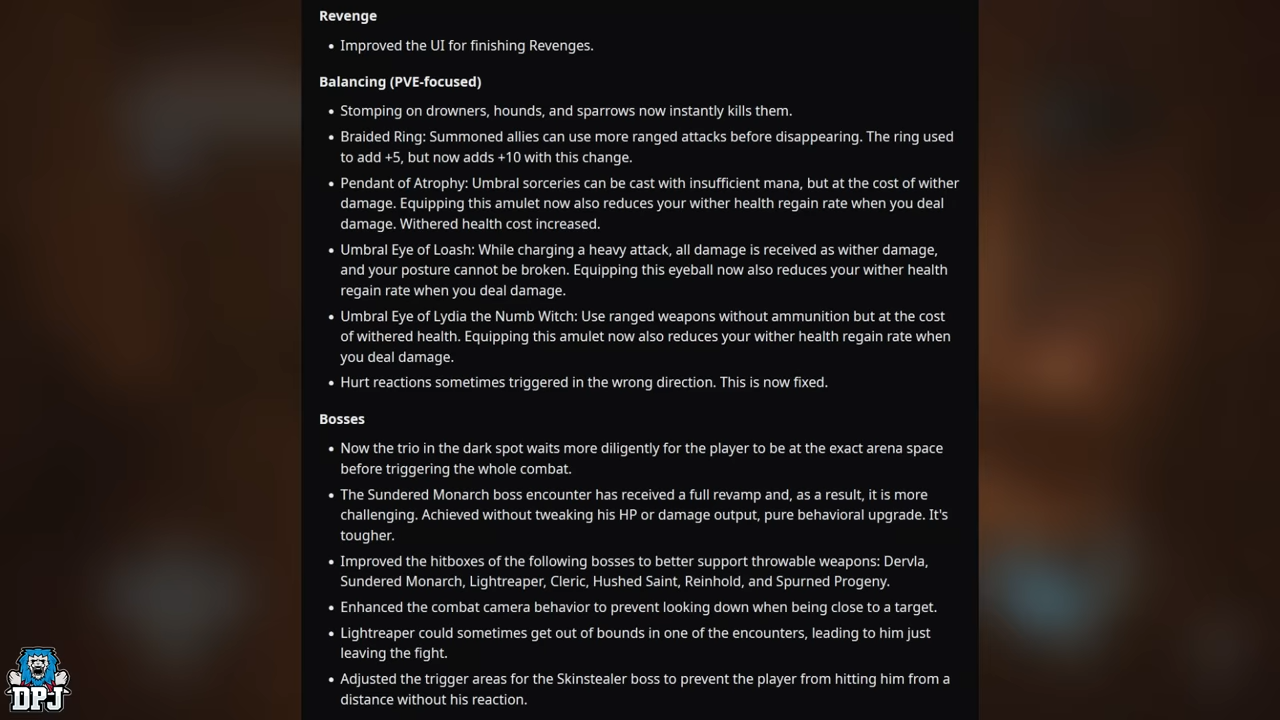 Revenge
• Improved the UI for finishing Revenges.
Balancing (PVE-focused)
• Stomping on drowners, hounds, and sparrows now instantly kills them.
• Braided Ring: Summoned allies can use more ranged attacks before disappearing. The ring used
to add +5, but now adds +10 with this change.
• Pendant of Atrophy: Umbral sorceries can be cast with insufficient mana, but at the cost of wither
damage. Equipping this amulet now also reduces your wither health regain rate when you deal
damage. Withered health cost increased.
• Umbral Eye of Loash: While charging a heavy attack, all damage is received as wither damage,
and your posture cannot be broken. Equipping this eyeball now also reduces your wither health
regain rate when you deal damage.
• Umbral Eye of Lydia the Numb Witch: Use ranged weapons without ammunition but at the cost
of withered health. Equipping this amulet now also reduces your wither health regain rate when
you deal damage.
• Hurt reactions sometimes triggered in the wrong direction. This is now fixed.
Bosses
• Now the trio in the dark spot waits more diligently for the player to be at the exact arena space
before triggering the whole combat.
• The Sundered Monarch boss encounter has received a full revamp and, as a result, it is more
challenging. Achieved without tweaking his HP or damage output, pure behavioral upgrade. It's
tougher.
• Improved the hitboxes of the following bosses to better support throwable weapons: Dervla,
Sundered Monarch, Lightreaper, Cleric, Hushed Saint, Reinhold, and Spurned Progeny.
• Enhanced the combat camera behavior to prevent looking down when being close to a target.
• Lightreaper could sometimes get out of bounds in one of the encounters, leading to him just
leaving the fight.
• Adjusted the trigger areas for the Skinstealer boss to prevent the player from hitting him from a
distance without his reaction.
DPJ